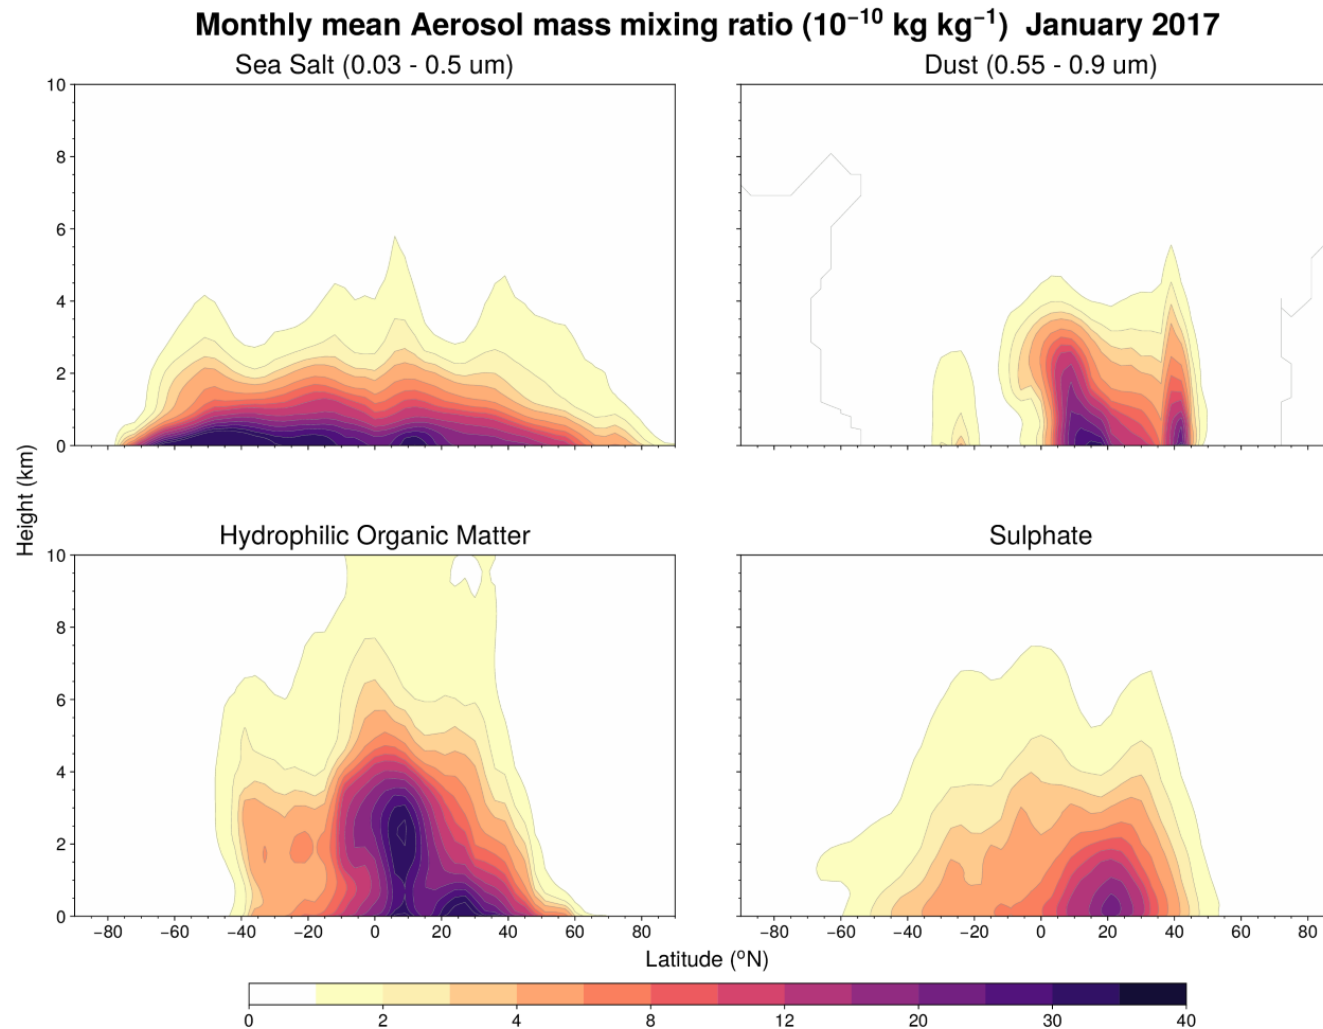 Monthly mean Aerosol mass mixing ratio (10⁻¹⁰ kg kg⁻¹) January 2017
Sea Salt (0.03 - 0.5 um)
Dust (0.55 - 0.9 um)
10
8
6
4
2
0
Height (km)
Hydrophilic Organic Matter
Sulphate
10
8
6
4
2
0
−80 −60 −40 −20 0 20 40 60 80
−80 −60 −40 −20 0 20 40 60 80
Latitude (°N)
0 2 4 8 12 20 30 40